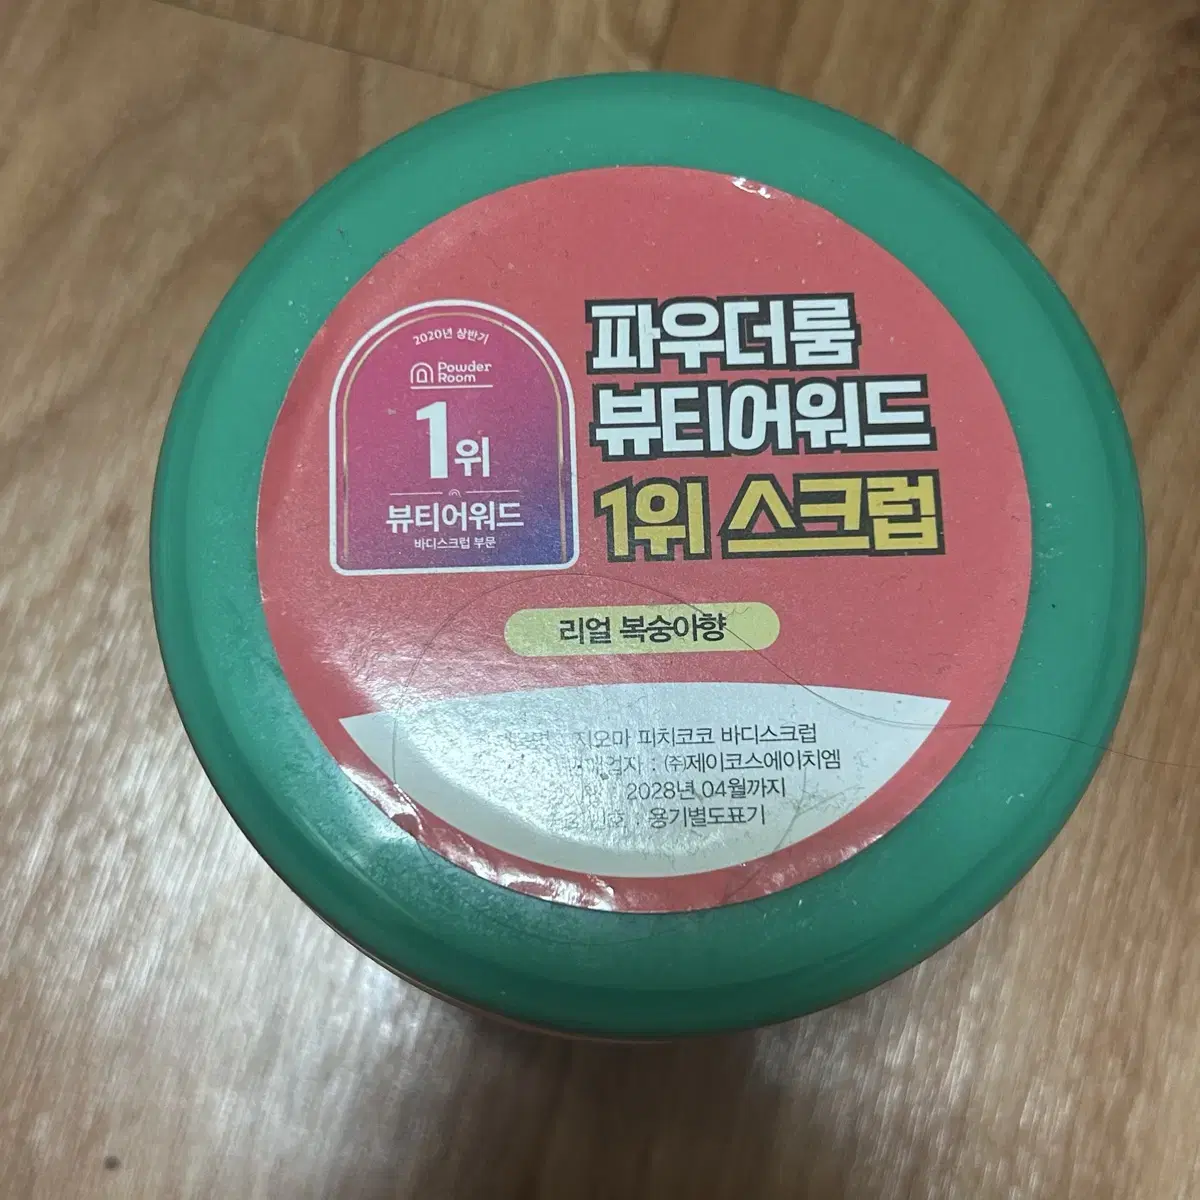 2020년 상반기
Powder
Room
1위
뷰티어워드
바디스크럽 부문
파우더룸
뷰티어워드
1위 스크럽
리얼 복숭아향
지오마 피치코코 바디스크럽
: ㈜제이코스에이치엠
2028년 04월까지
: 용기별도표기